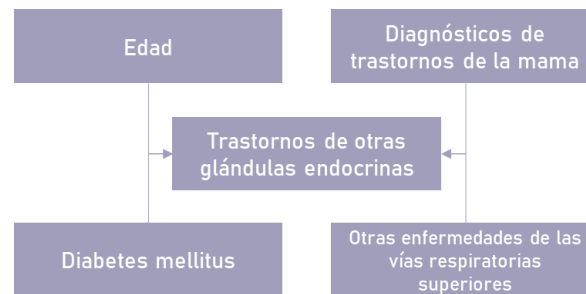 Edad
Diagnósticos de
trastornos de la mama
Trastornos de otras
glándulas endocrinas
Diabetes mellitus
Otras enfermedades de las
vías respiratorias
superiores